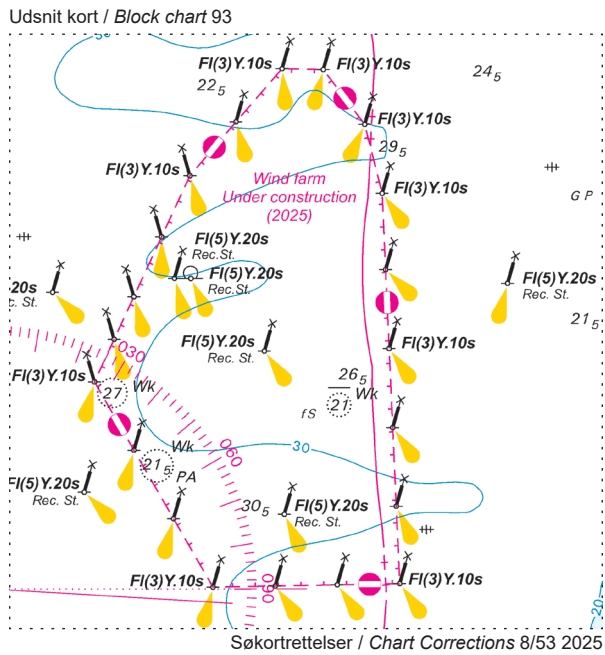 Udsnit kort / Block chart 93
Fl(3)Y.10s
Fl(3)Y.10s
24₅
22₅
Fl(3)Y.10s
29₅
Fl(3)Y.10s
Wind farm
Under construction
(2025)
Fl(3)Y.10s
G P
Fl(5)Y.20s
Rec.St.
Fl(5)Y.20s
Rec.St.
20s
c. St.
Fl(5)Y.20s
Rec. St.
21₅
Fl(5)Y.20s
Rec. St.
Fl(3)Y.10s
030
Fl(3)Y.10s
27 Wk
26₅
21 Wk
fS
Wk
21₅
PA
060
30
Fl(5)Y.20s
Rec. St.
30₅
Fl(5)Y.20s
Rec. St.
Fl(3)Y.10s
Fl(3)Y.10s
090
20
Søkortrettelser / Chart Corrections 8/53 2025